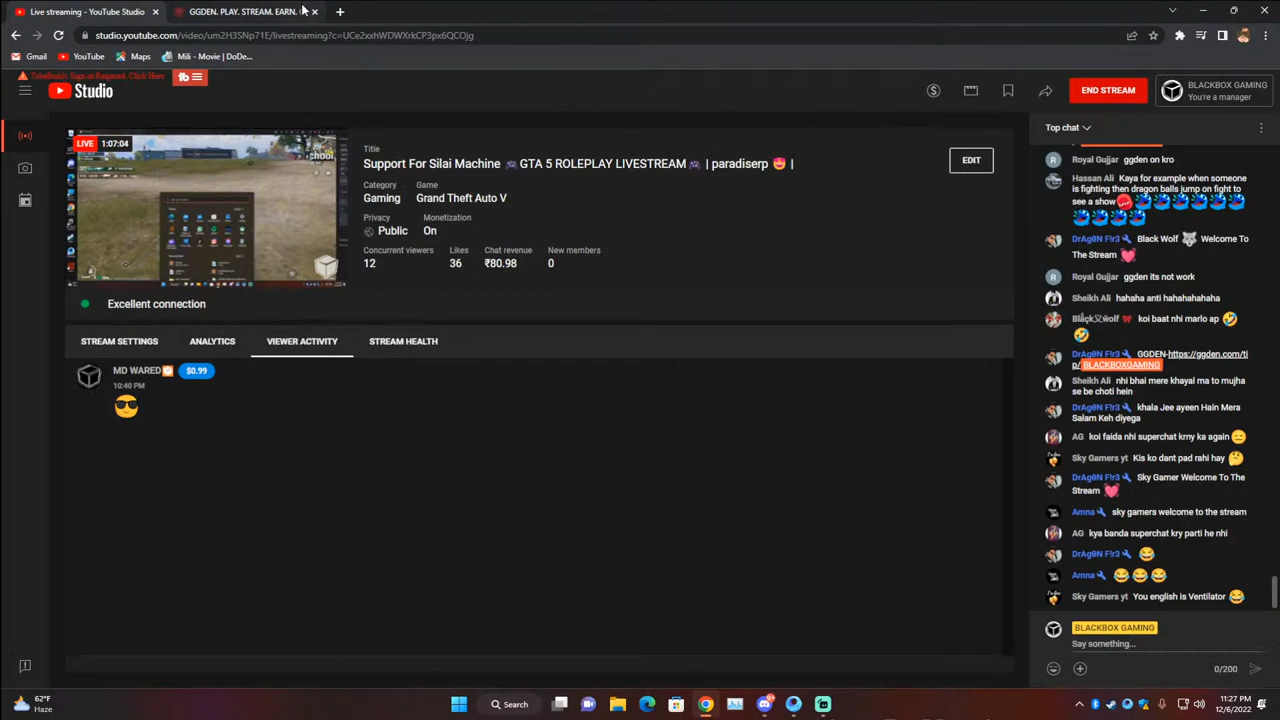 Live streaming - YouTube Studio
GGDEN. PLAY. STREAM. EARN.
studio.youtube.com/video/um2H3SNp71E/livestreaming?c=UCe2xxhWDWXrkCP3px6QCOjg
Gmail
YouTube
Maps
Mili - Movie | DoDe...
Studio
END STREAM
BLACKBOX GAMING
You're a manager
LIVE 1:07:04
Title
Support For Silai Machine 🎮 GTA 5 ROLEPLAY LIVESTREAM 🎮 | paradiserp 🤩 |
EDIT
Category
Gaming
Game
Grand Theft Auto V
Privacy
Public
Monetization
On
Concurrent viewers
12
Likes
36
Chat revenue
₹80.98
New members
0
Excellent connection
STREAM SETTINGS
ANALYTICS
VIEWER ACTIVITY
STREAM HEALTH
MD WARED $0.99
10:40 PM
😎
Top chat
Royal Gujjar ggden on kro
Hassan Ali Kaya for example when someone
is fighting then dragon balls jump on fight to
see a show
DrAgθN F!r3 Black Wolf 🐺 Welcome To
The Stream 💓
Royal Gujjar ggden its not work
Sheikh Ali hahaha anti hahahahahaha
koi baat nhi marlo ap 🤣
🤣
DrAgθN F!r3 GGDEN-https://ggden.com/ti
p/BLACKBOXGAMING
Sheikh Ali nhi bhai mere khayal ma to mujha
se be choti hein
DrAgθN F!r3 khala Jee ayeen Hain Mera
Salam Keh diyega
AG koi faida nhi superchat krny ka again 😑
Sky Gamers yt Kis ko dant pad rahi hay 🤔
DrAgθN F!r3 Sky Gamer Welcome To The
Stream 💓
Amna sky gamers welcome to the stream
AG kya banda superchat kry parti he nhi
DrAgθN F!r3 😂
Amna 😂 😂 😂
Sky Gamers yt You english is Ventilator 😂
BLACKBOX GAMING
Say something...
0/200
62°F
Haze
Search
11:27 PM
12/6/2022